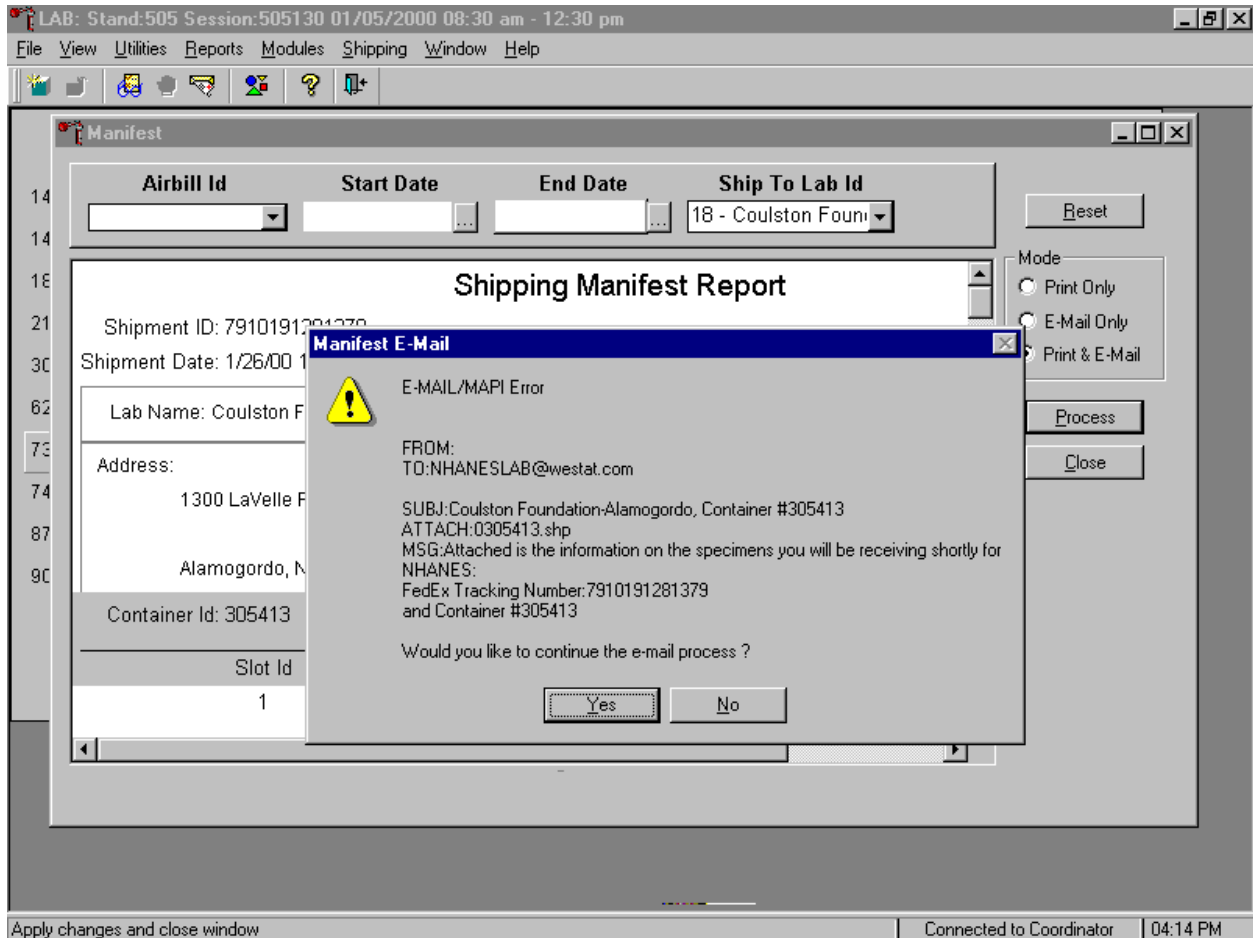 LAB: Stand:505 Session:505130 01/05/2000 08:30 am - 12:30 pm
File View Utilities Reports Modules Shipping Window Help
Manifest
Airbill Id Start Date End Date Ship To Lab Id
... ... 18 - Coulston Foun
Reset
Mode
Print Only
E-Mail Only
Print & E-Mail
Process
Close
14
14
18
21
30
62
73
74
87
90
Shipping Manifest Report
Shipment ID: 7910191281379
Shipment Date: 1/26/00 1
Lab Name: Coulston F
Address:
1300 LaVelle
Alamogordo, N
Container Id: 305413
Slot Id
1
Manifest E-Mail
E-MAIL/MAPI Error
FROM:
TO:NHANESLAB@westat.com
SUBJ:Coulston Foundation-Alamogordo, Container #305413
ATTACH:0305413.shp
MSG:Attached is the information on the specimens you will be receiving shortly for
NHANES:
FedEx Tracking Number:7910191281379
and Container #305413
Would you like to continue the e-mail process ?
Yes No
Apply changes and close window Connected to Coordinator 04:14 PM